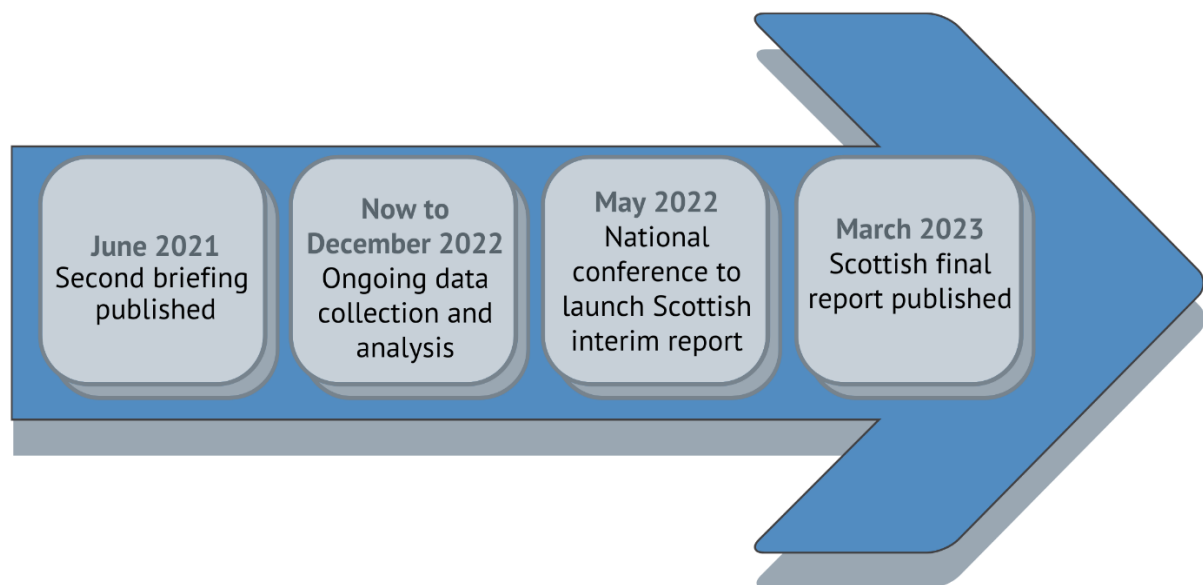 June 2021
Second briefing
published
Now to
December 2022
Ongoing data
collection and
analysis
May 2022
National
conference to
launch Scottish
interim report
March 2023
Scottish final
report published